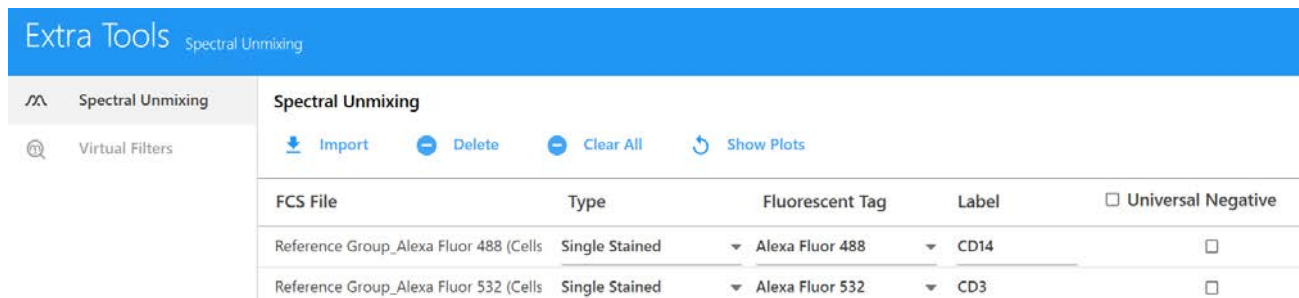 Extra Tools Spectral Unmixing
Spectral Unmixing
Virtual Filters
Spectral Unmixing
Import Delete Clear All Show Plots
FCS File Type Fluorescent Tag Label Universal Negative
Reference Group_Alexa Fluor 488 (Cells Single Stained Alexa Fluor 488 CD14
Reference Group_Alexa Fluor 532 (Cells Single Stained Alexa Fluor 532 CD3